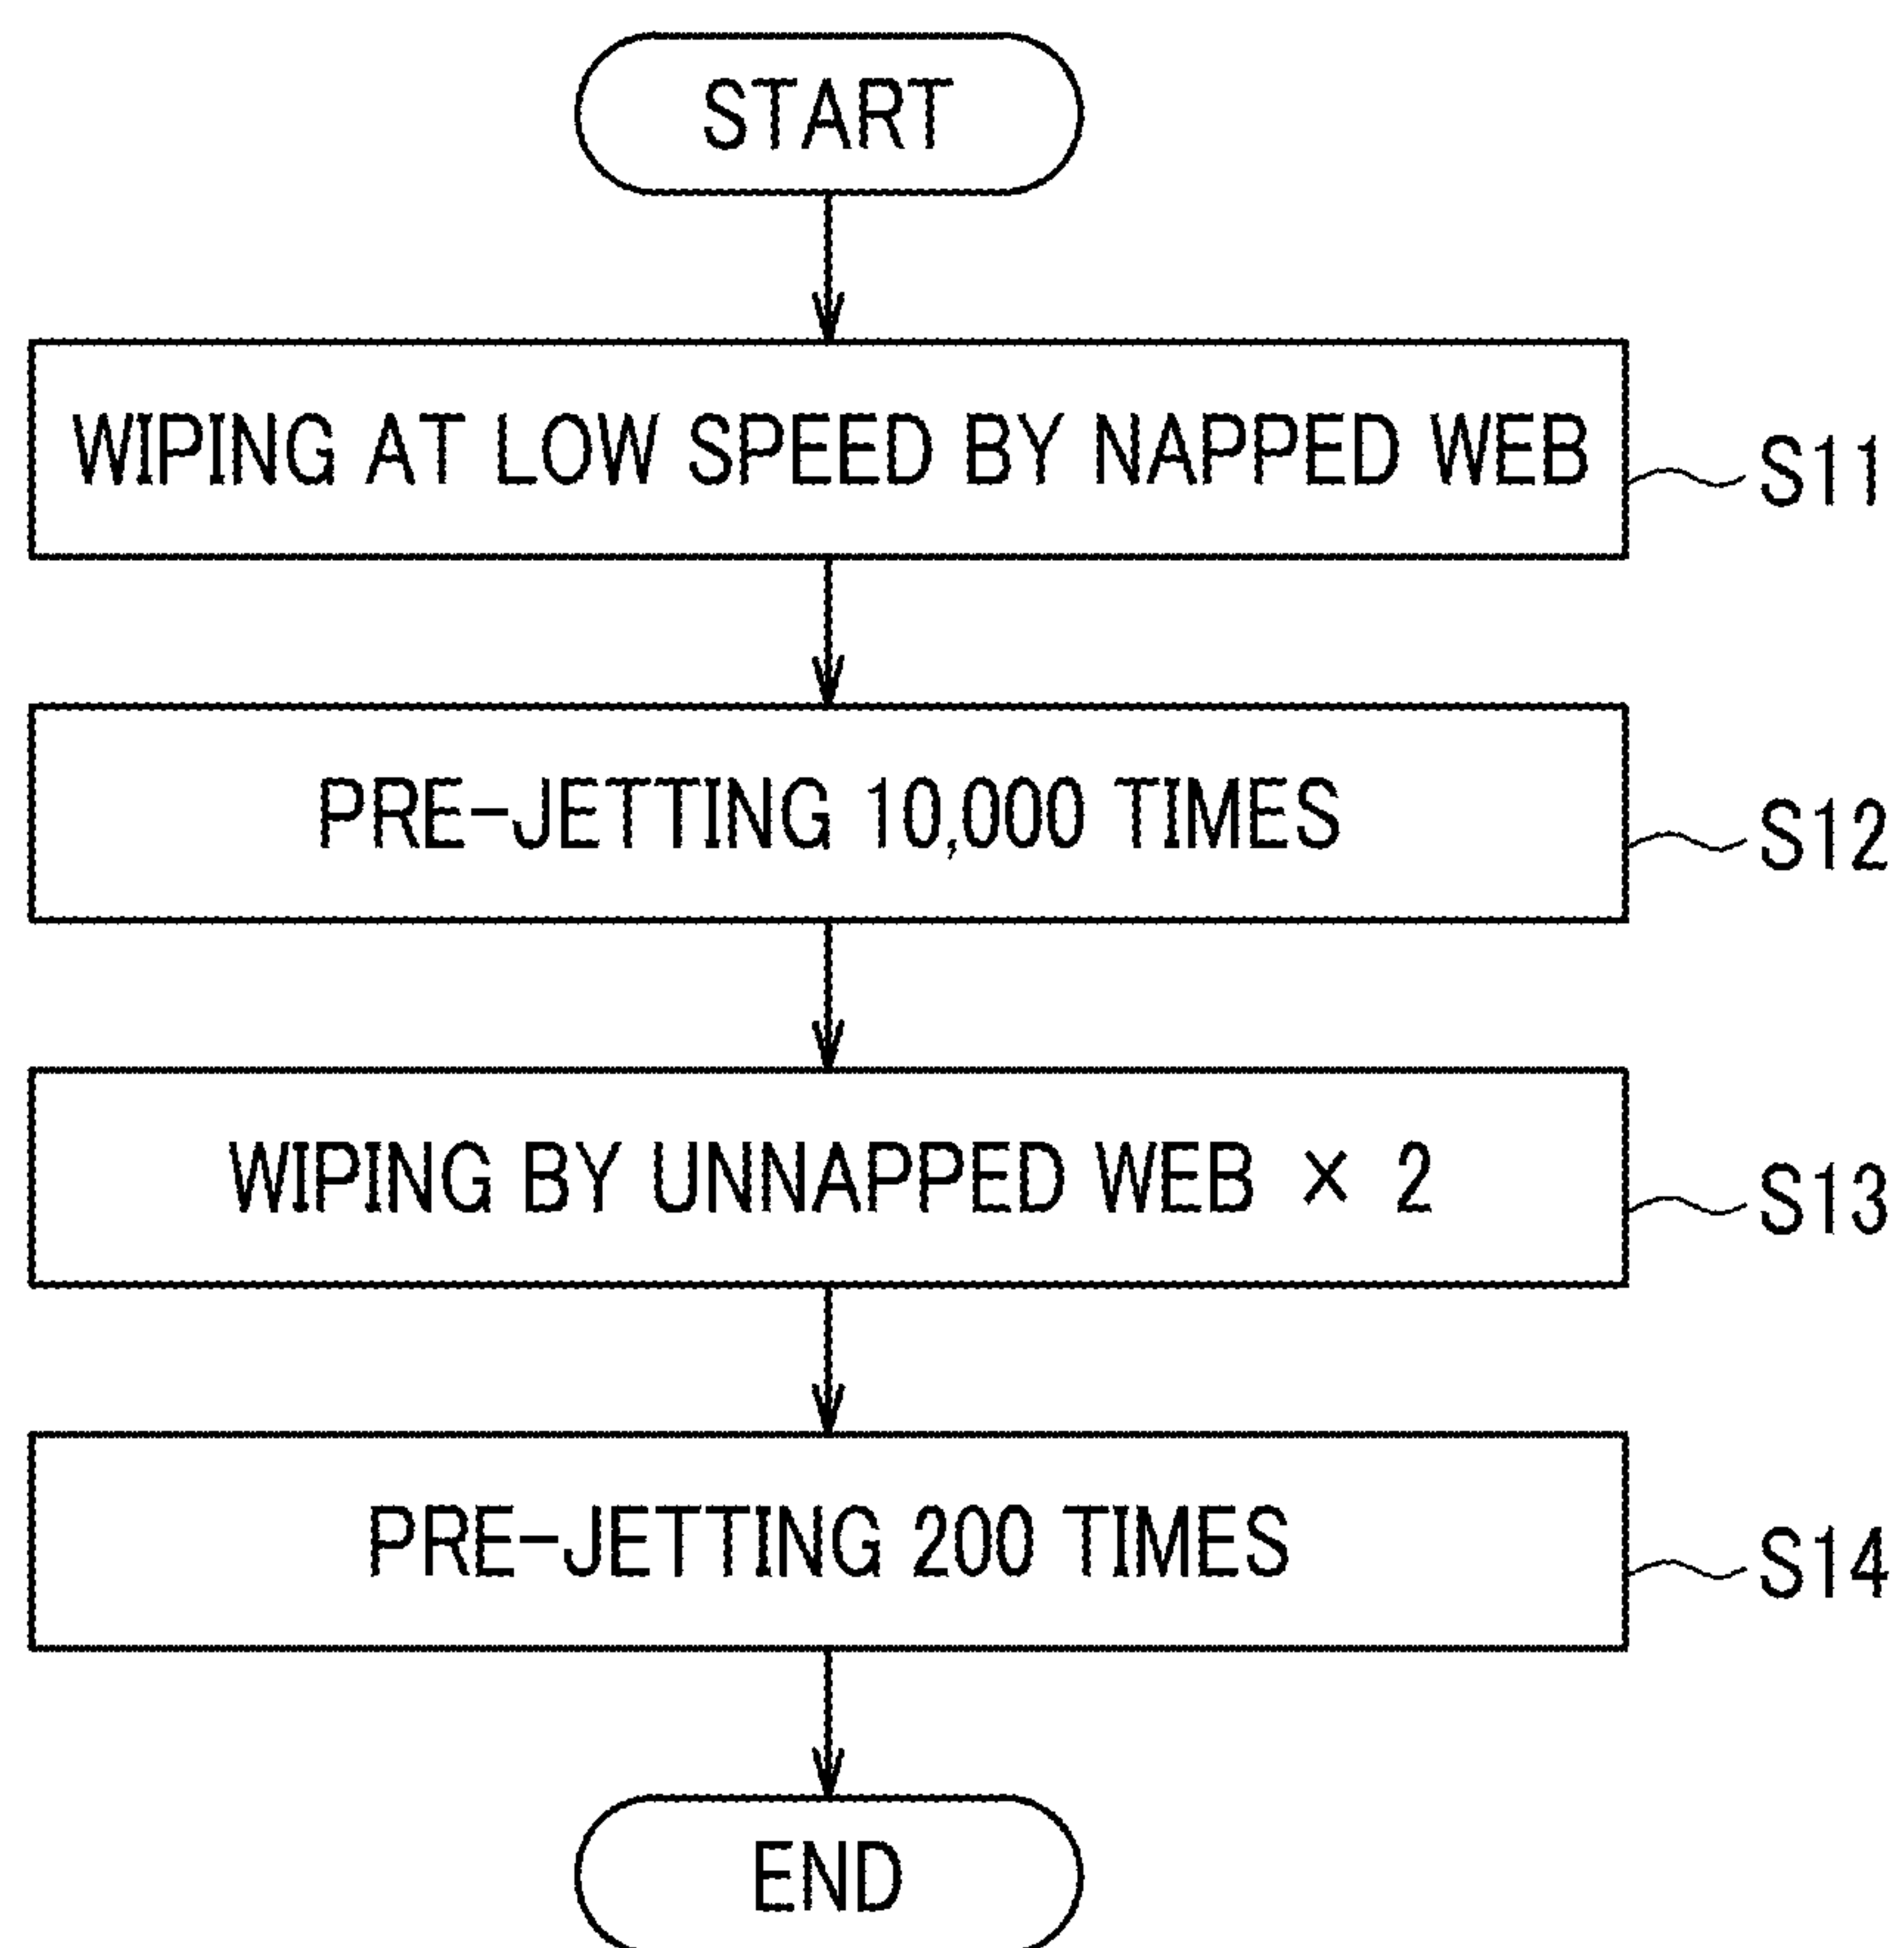 START
WIPING AT LOW SPEED BY NAPPED WEB
S11
PRE-JETTING 10,000 TIMES
S12
WIPING BY UNNAPPED WEB × 2
S13
PRE-JETTING 200 TIMES
S14
END